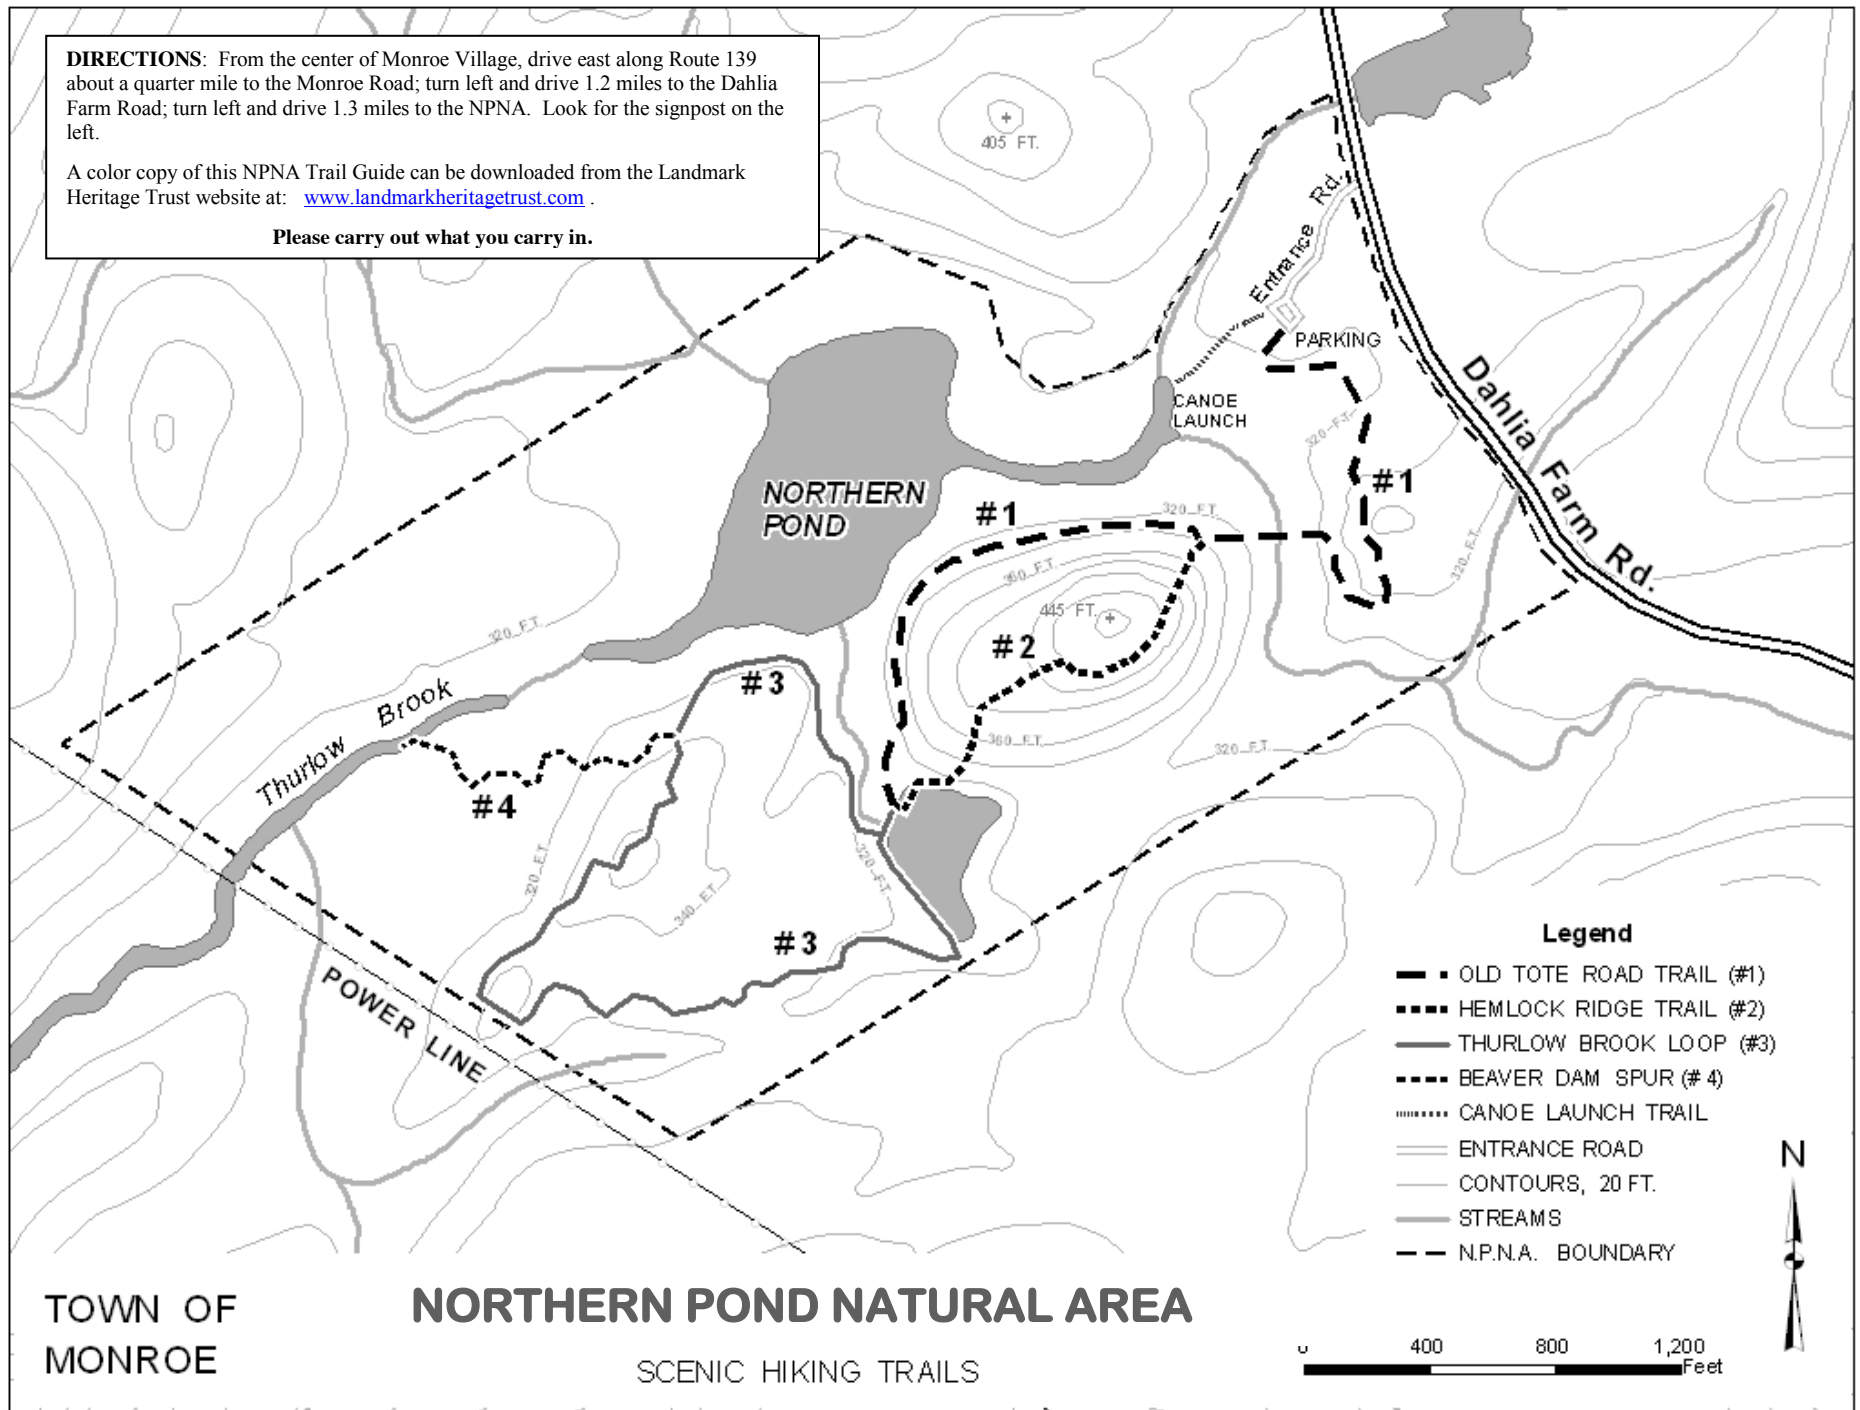 DIRECTIONS: From the center of Monroe Village, drive east along Route 139
about a quarter mile to the Monroe Road; turn left and drive 1.2 miles to the Dahlia
Farm Road; turn left and drive 1.3 miles to the NPNA. Look for the signpost on the
left.
A color copy of this NPNA Trail Guide can be downloaded from the Landmark
Heritage Trust website at: www.landmarkheritagetrust.com .
Please carry out what you carry in.
405 FT.
Entrance Rd.
PARKING
CANOE
LAUNCH
Dahlia Farm Rd.
320 FT.
#1
NORTHERN
POND
#1
320 FT.
360 FT.
320 FT.
445 FT.
#2
320 FT.
#3
Thurlow Brook
360 FT.
320 FT.
#4
320 FT.
320 FT.
340 FT.
#3
POWER LINE
Legend
OLD TOTE ROAD TRAIL (#1)
HEMLOCK RIDGE TRAIL (#2)
THURLOW BROOK LOOP (#3)
BEAVER DAM SPUR (# 4)
CANOE LAUNCH TRAIL
ENTRANCE ROAD
CONTOURS, 20 FT.
STREAMS
N.P.N.A. BOUNDARY
N
TOWN OF
MONROE
NORTHERN POND NATURAL AREA
SCENIC HIKING TRAILS
0 400 800 1,200
Feet